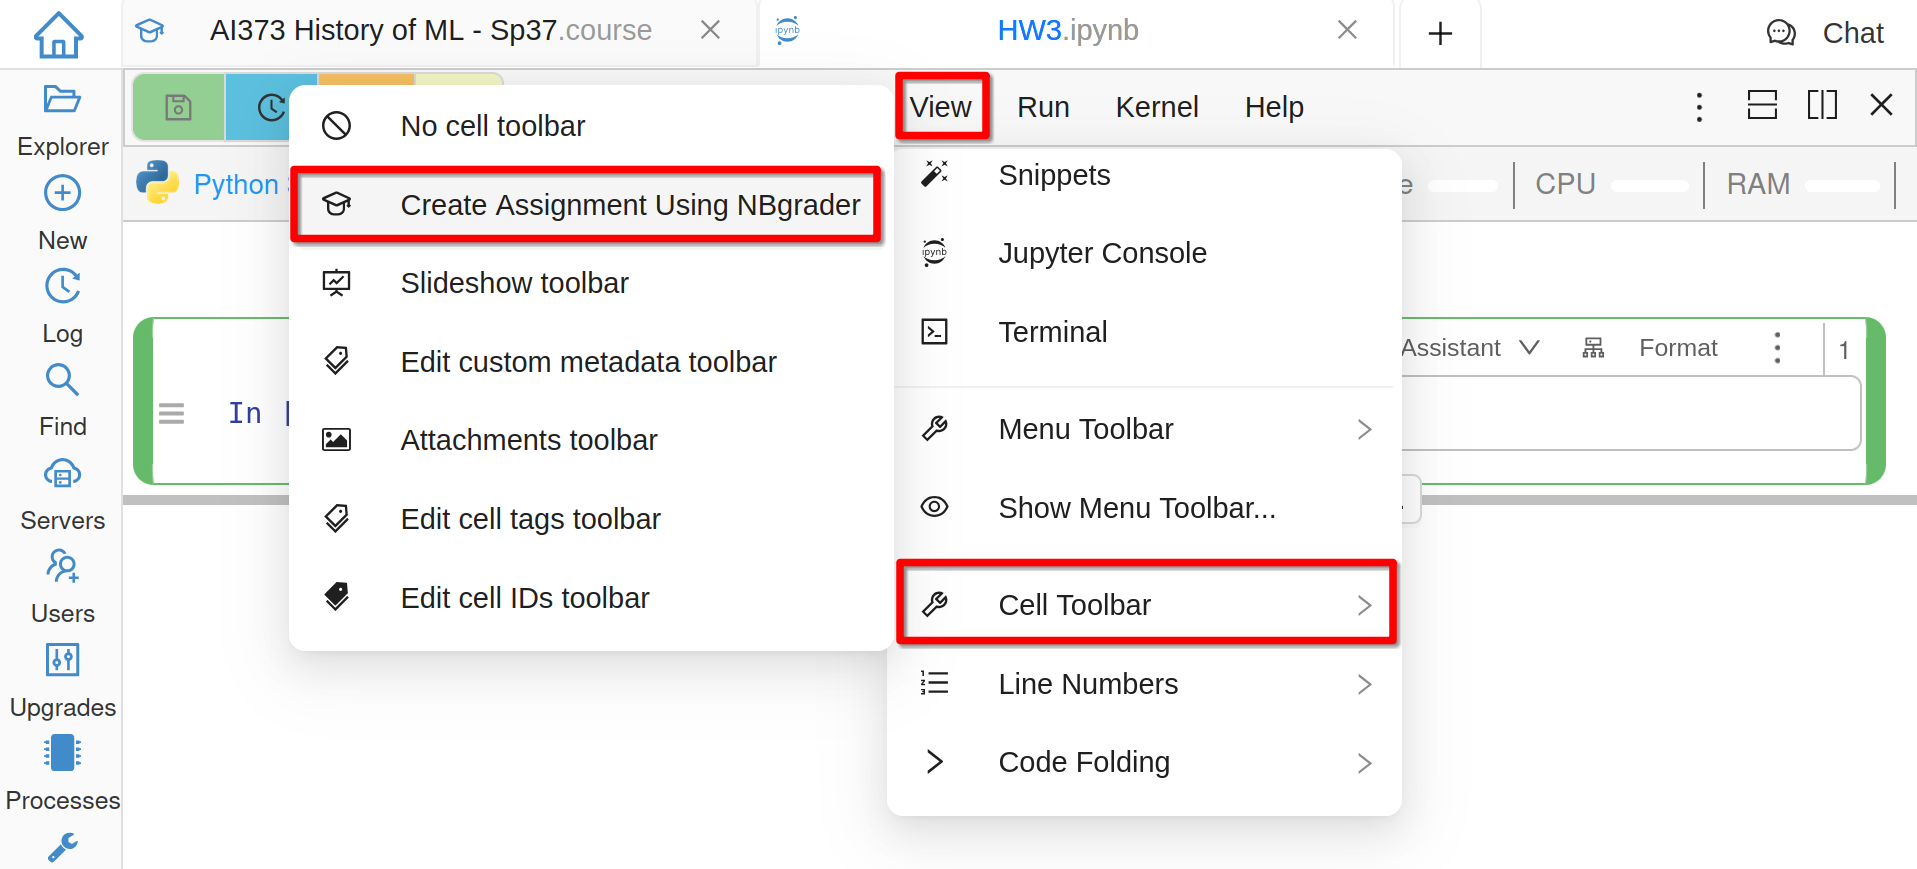 AI373 History of ML - Sp37.course
ipynb
HW3.ipynb
Chat
View
Run
Kernel
Help
Explorer
New
Log
Find
Servers
Users
Upgrades
Processes
Python
No cell toolbar
Create Assignment Using NBgrader
Slideshow toolbar
Edit custom metadata toolbar
Attachments toolbar
Edit cell tags toolbar
Edit cell IDs toolbar
Snippets
ipynb
Jupyter Console
Terminal
Menu Toolbar
Show Menu Toolbar...
Cell Toolbar
Line Numbers
Code Folding
e
CPU
RAM
In [
Assistant
Format
1